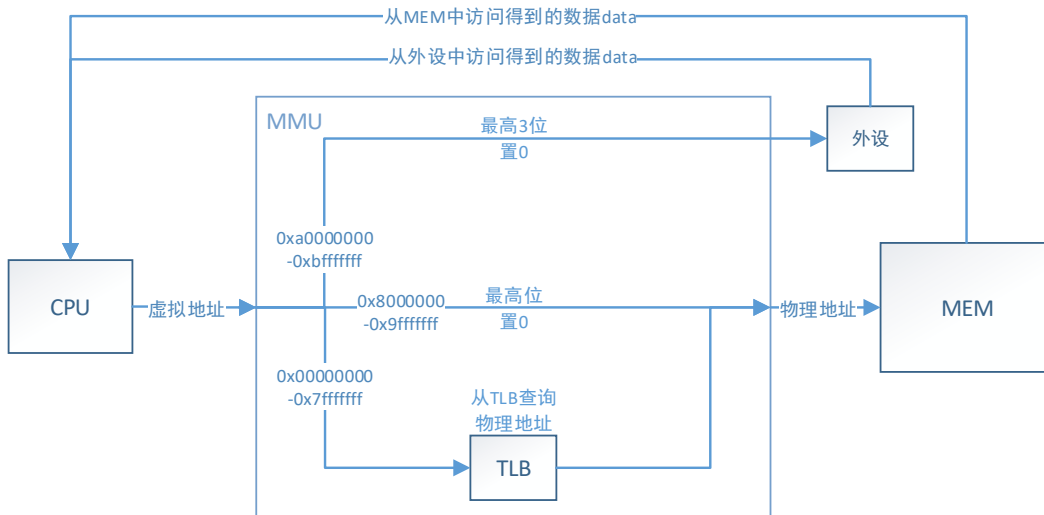 从MEM中访问得到的数据data
从外设中访问得到的数据data
MMU
最高3位
置0
外设
0xa0000000
-0xbfffffff
CPU
虚拟地址
0x8000000
-0x9fffffff
最高位
置0
物理地址
MEM
0x00000000
-0x7fffffff
从TLB查询
物理地址
TLB